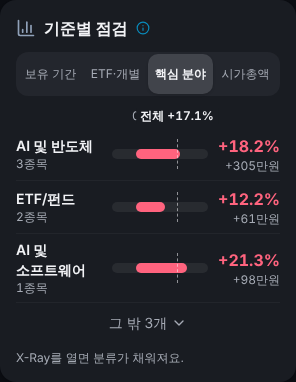 기준별 점검
보유 기간
ETF·개별
핵심 분야
시가총액
전체 +17.1%
AI 및 반도체
+18.2%
3종목
+305만원
ETF/펀드
+12.2%
2종목
+61만원
AI 및
소프트웨어
+21.3%
1종목
+98만원
그 밖 3개
X-Ray를 열면 분류가 채워져요.